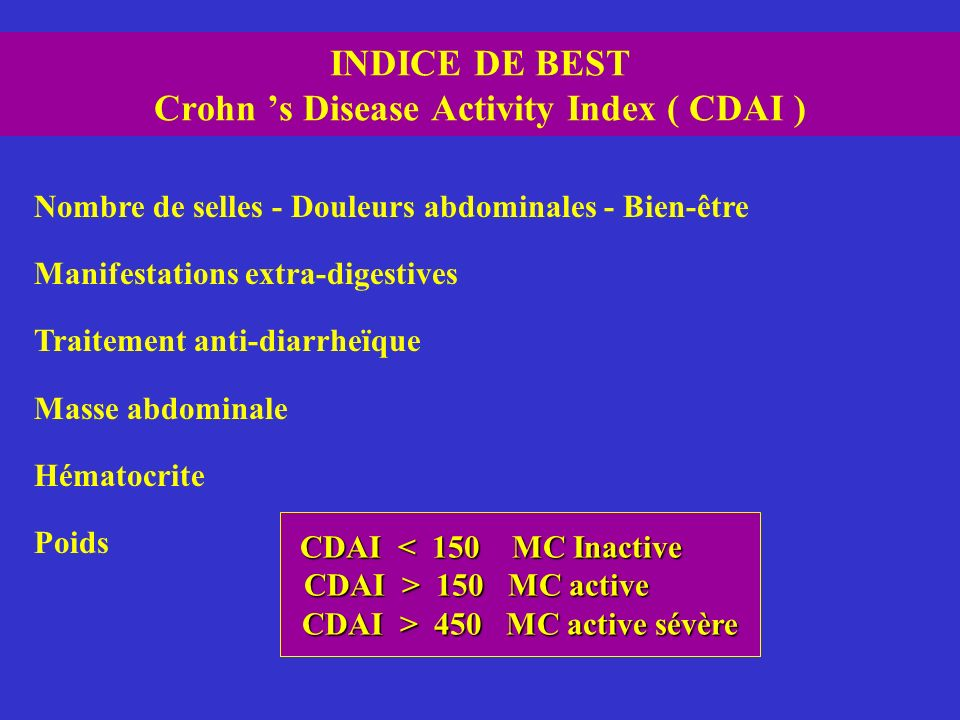 INDICE DE BEST
Crohn ’s Disease Activity Index ( CDAI )
Nombre de selles - Douleurs abdominales - Bien-être
Manifestations extra-digestives
Traitement anti-diarrheïque
Masse abdominale
Hématocrite
Poids
CDAI < 150 MC Inactive
CDAI > 150 MC active
CDAI > 450 MC active sévère